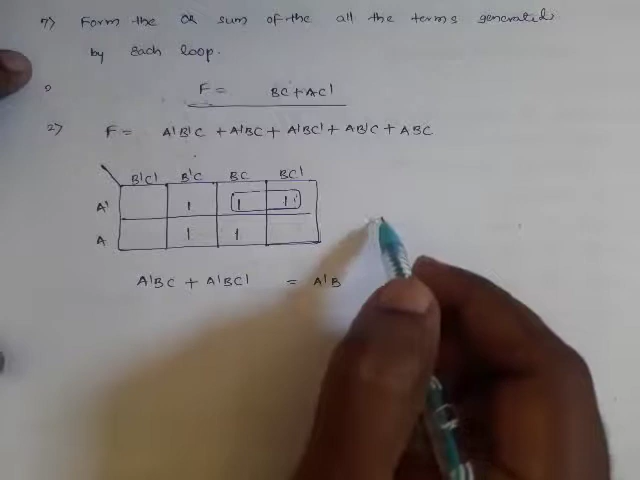 7) Form the OR sum of the all the terms generated
by each loop.
F = BC + AC'
2) F = A'B'C + A'BC + A'BC' + AB'C + ABC
B'C' B'C BC BC'
A' 1 1 1
A 1 1
A'BC + A'BC' = A'B